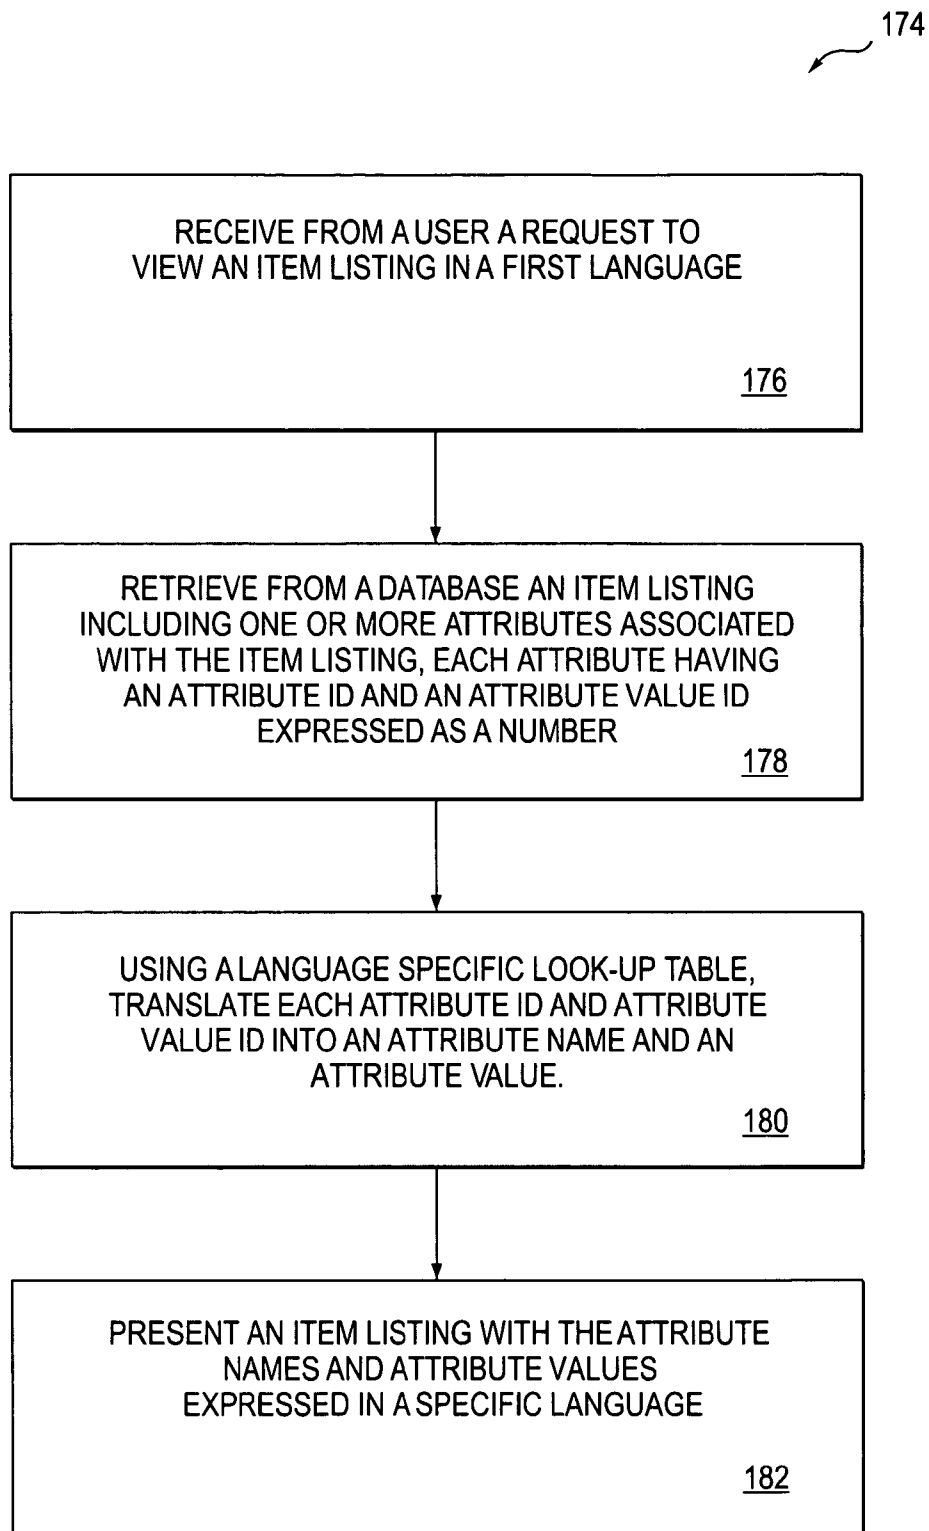 174
RECEIVE FROM A USER A REQUEST TO
VIEW AN ITEM LISTING IN A FIRST LANGUAGE
176
RETRIEVE FROM A DATABASE AN ITEM LISTING
INCLUDING ONE OR MORE ATTRIBUTES ASSOCIATED
WITH THE ITEM LISTING, EACH ATTRIBUTE HAVING
AN ATTRIBUTE ID AND AN ATTRIBUTE VALUE ID
EXPRESSED AS A NUMBER
178
USING A LANGUAGE SPECIFIC LOOK-UP TABLE,
TRANSLATE EACH ATTRIBUTE ID AND ATTRIBUTE
VALUE ID INTO AN ATTRIBUTE NAME AND AN
ATTRIBUTE VALUE.
180
PRESENT AN ITEM LISTING WITH THE ATTRIBUTE
NAMES AND ATTRIBUTE VALUES
EXPRESSED IN A SPECIFIC LANGUAGE
182